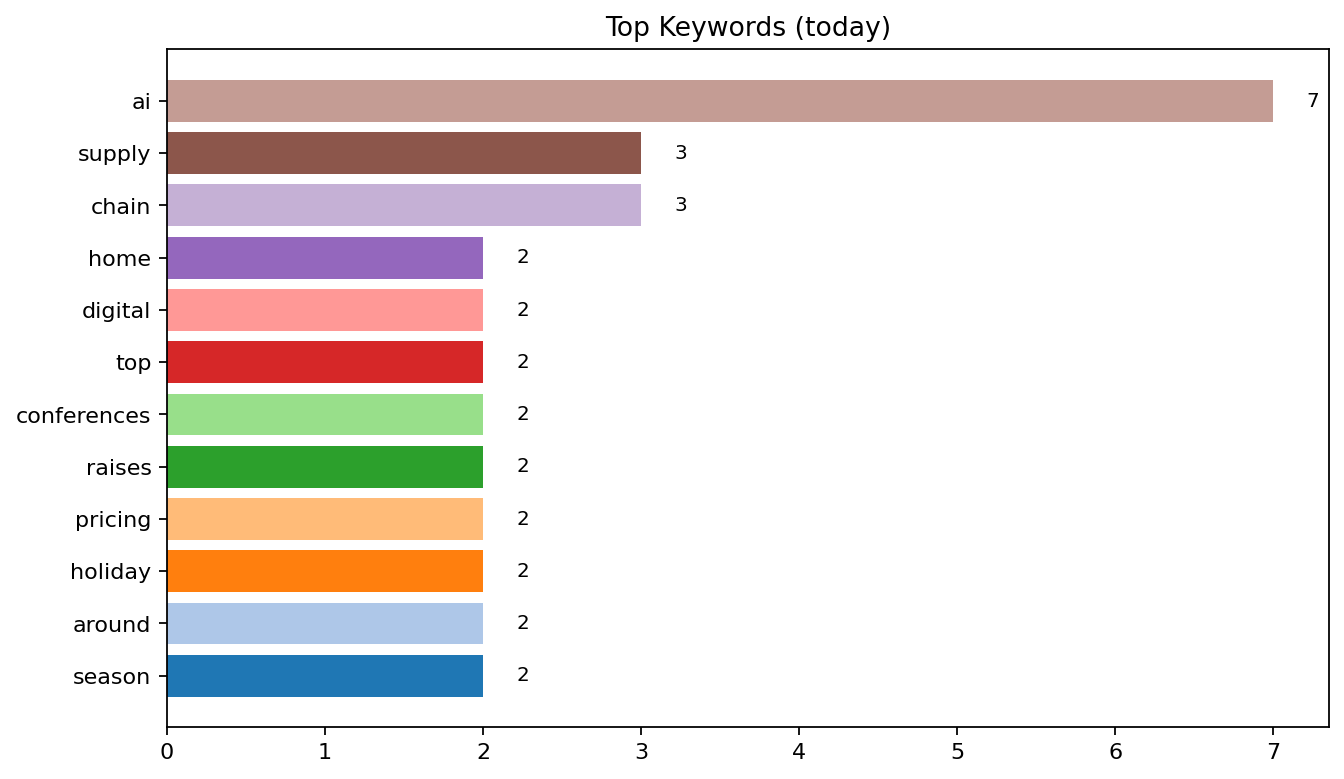 Top Keywords (today)
ai 7
supply 3
chain 3
home 2
digital 2
top 2
conferences 2
raises 2
pricing 2
holiday 2
around 2
season 2
0 1 2 3 4 5 6 7